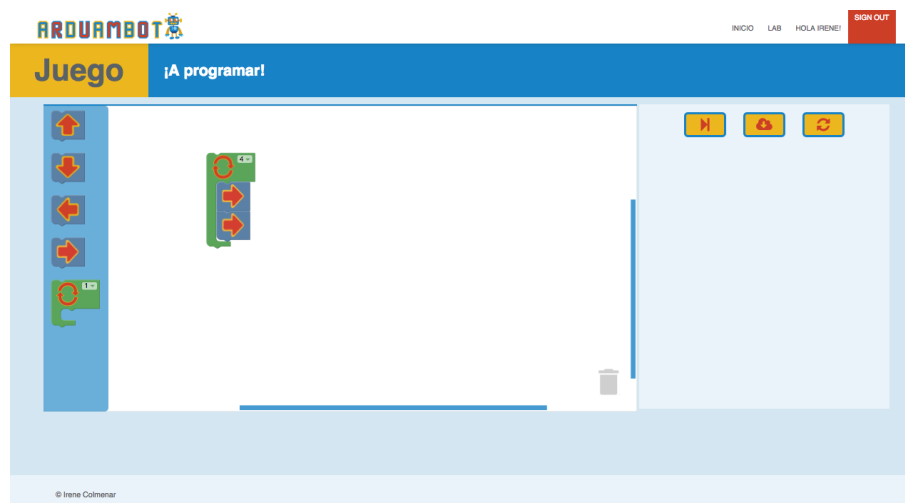 ARDUAMBOT
INICIO LAB HOLA IRENE! SIGN OUT
Juego ¡A programar!
4
1
© Irene Colmenar